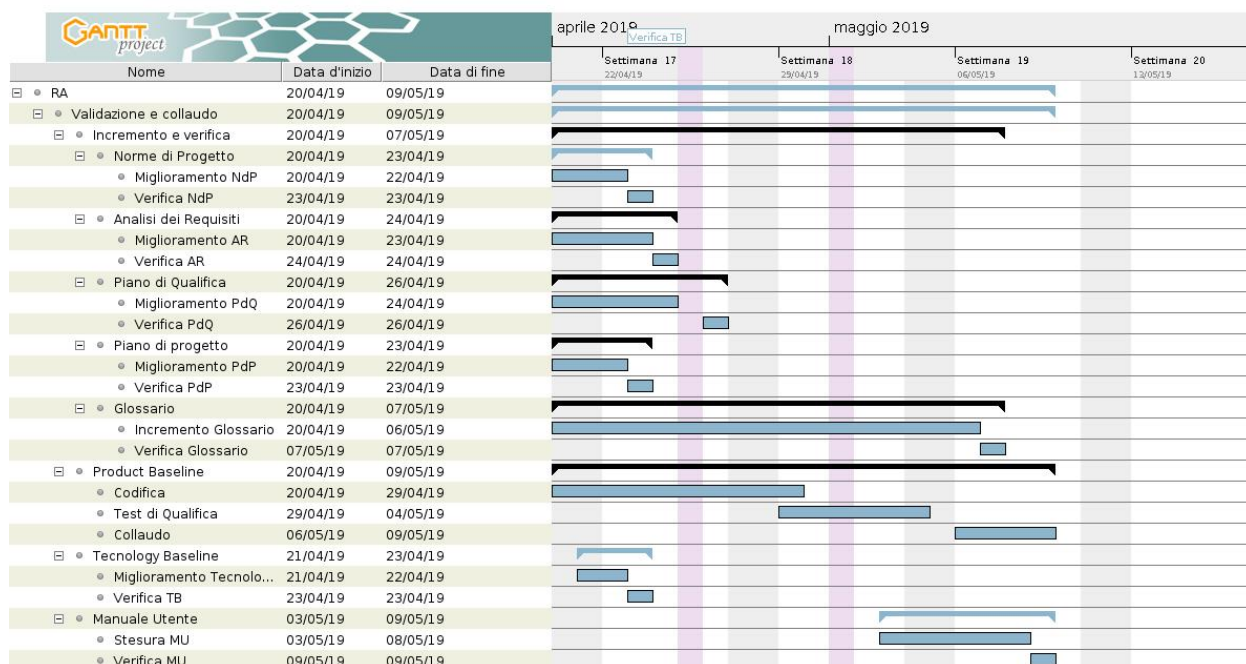 GANTT
project
aprile 2019 maggio 2019
Verifica TB
Settimana 17 Settimana 18 Settimana 19 Settimana 20
22/04/19 29/04/19 06/05/19 13/05/19
Nome Data d'inizio Data di fine
RA 20/04/19 09/05/19
Validazione e collaudo 20/04/19 09/05/19
Incremento e verifica 20/04/19 07/05/19
Norme di Progetto 20/04/19 23/04/19
Miglioramento NdP 20/04/19 22/04/19
Verifica NdP 23/04/19 23/04/19
Analisi dei Requisiti 20/04/19 24/04/19
Miglioramento AR 20/04/19 23/04/19
Verifica AR 24/04/19 24/04/19
Piano di Qualifica 20/04/19 26/04/19
Miglioramento PdQ 20/04/19 24/04/19
Verifica PdQ 26/04/19 26/04/19
Piano di progetto 20/04/19 23/04/19
Miglioramento PdP 20/04/19 22/04/19
Verifica PdP 23/04/19 23/04/19
Glossario 20/04/19 07/05/19
Incremento Glossario 20/04/19 06/05/19
Verifica Glossario 07/05/19 07/05/19
Product Baseline 20/04/19 09/05/19
Codifica 20/04/19 29/04/19
Test di Qualifica 29/04/19 04/05/19
Collaudo 06/05/19 09/05/19
Tecnology Baseline 21/04/19 23/04/19
Miglioramento Tecnolo... 21/04/19 22/04/19
Verifica TB 23/04/19 23/04/19
Manuale Utente 03/05/19 09/05/19
Stesura MU 03/05/19 08/05/19
Verifica MU 09/05/19 09/05/19